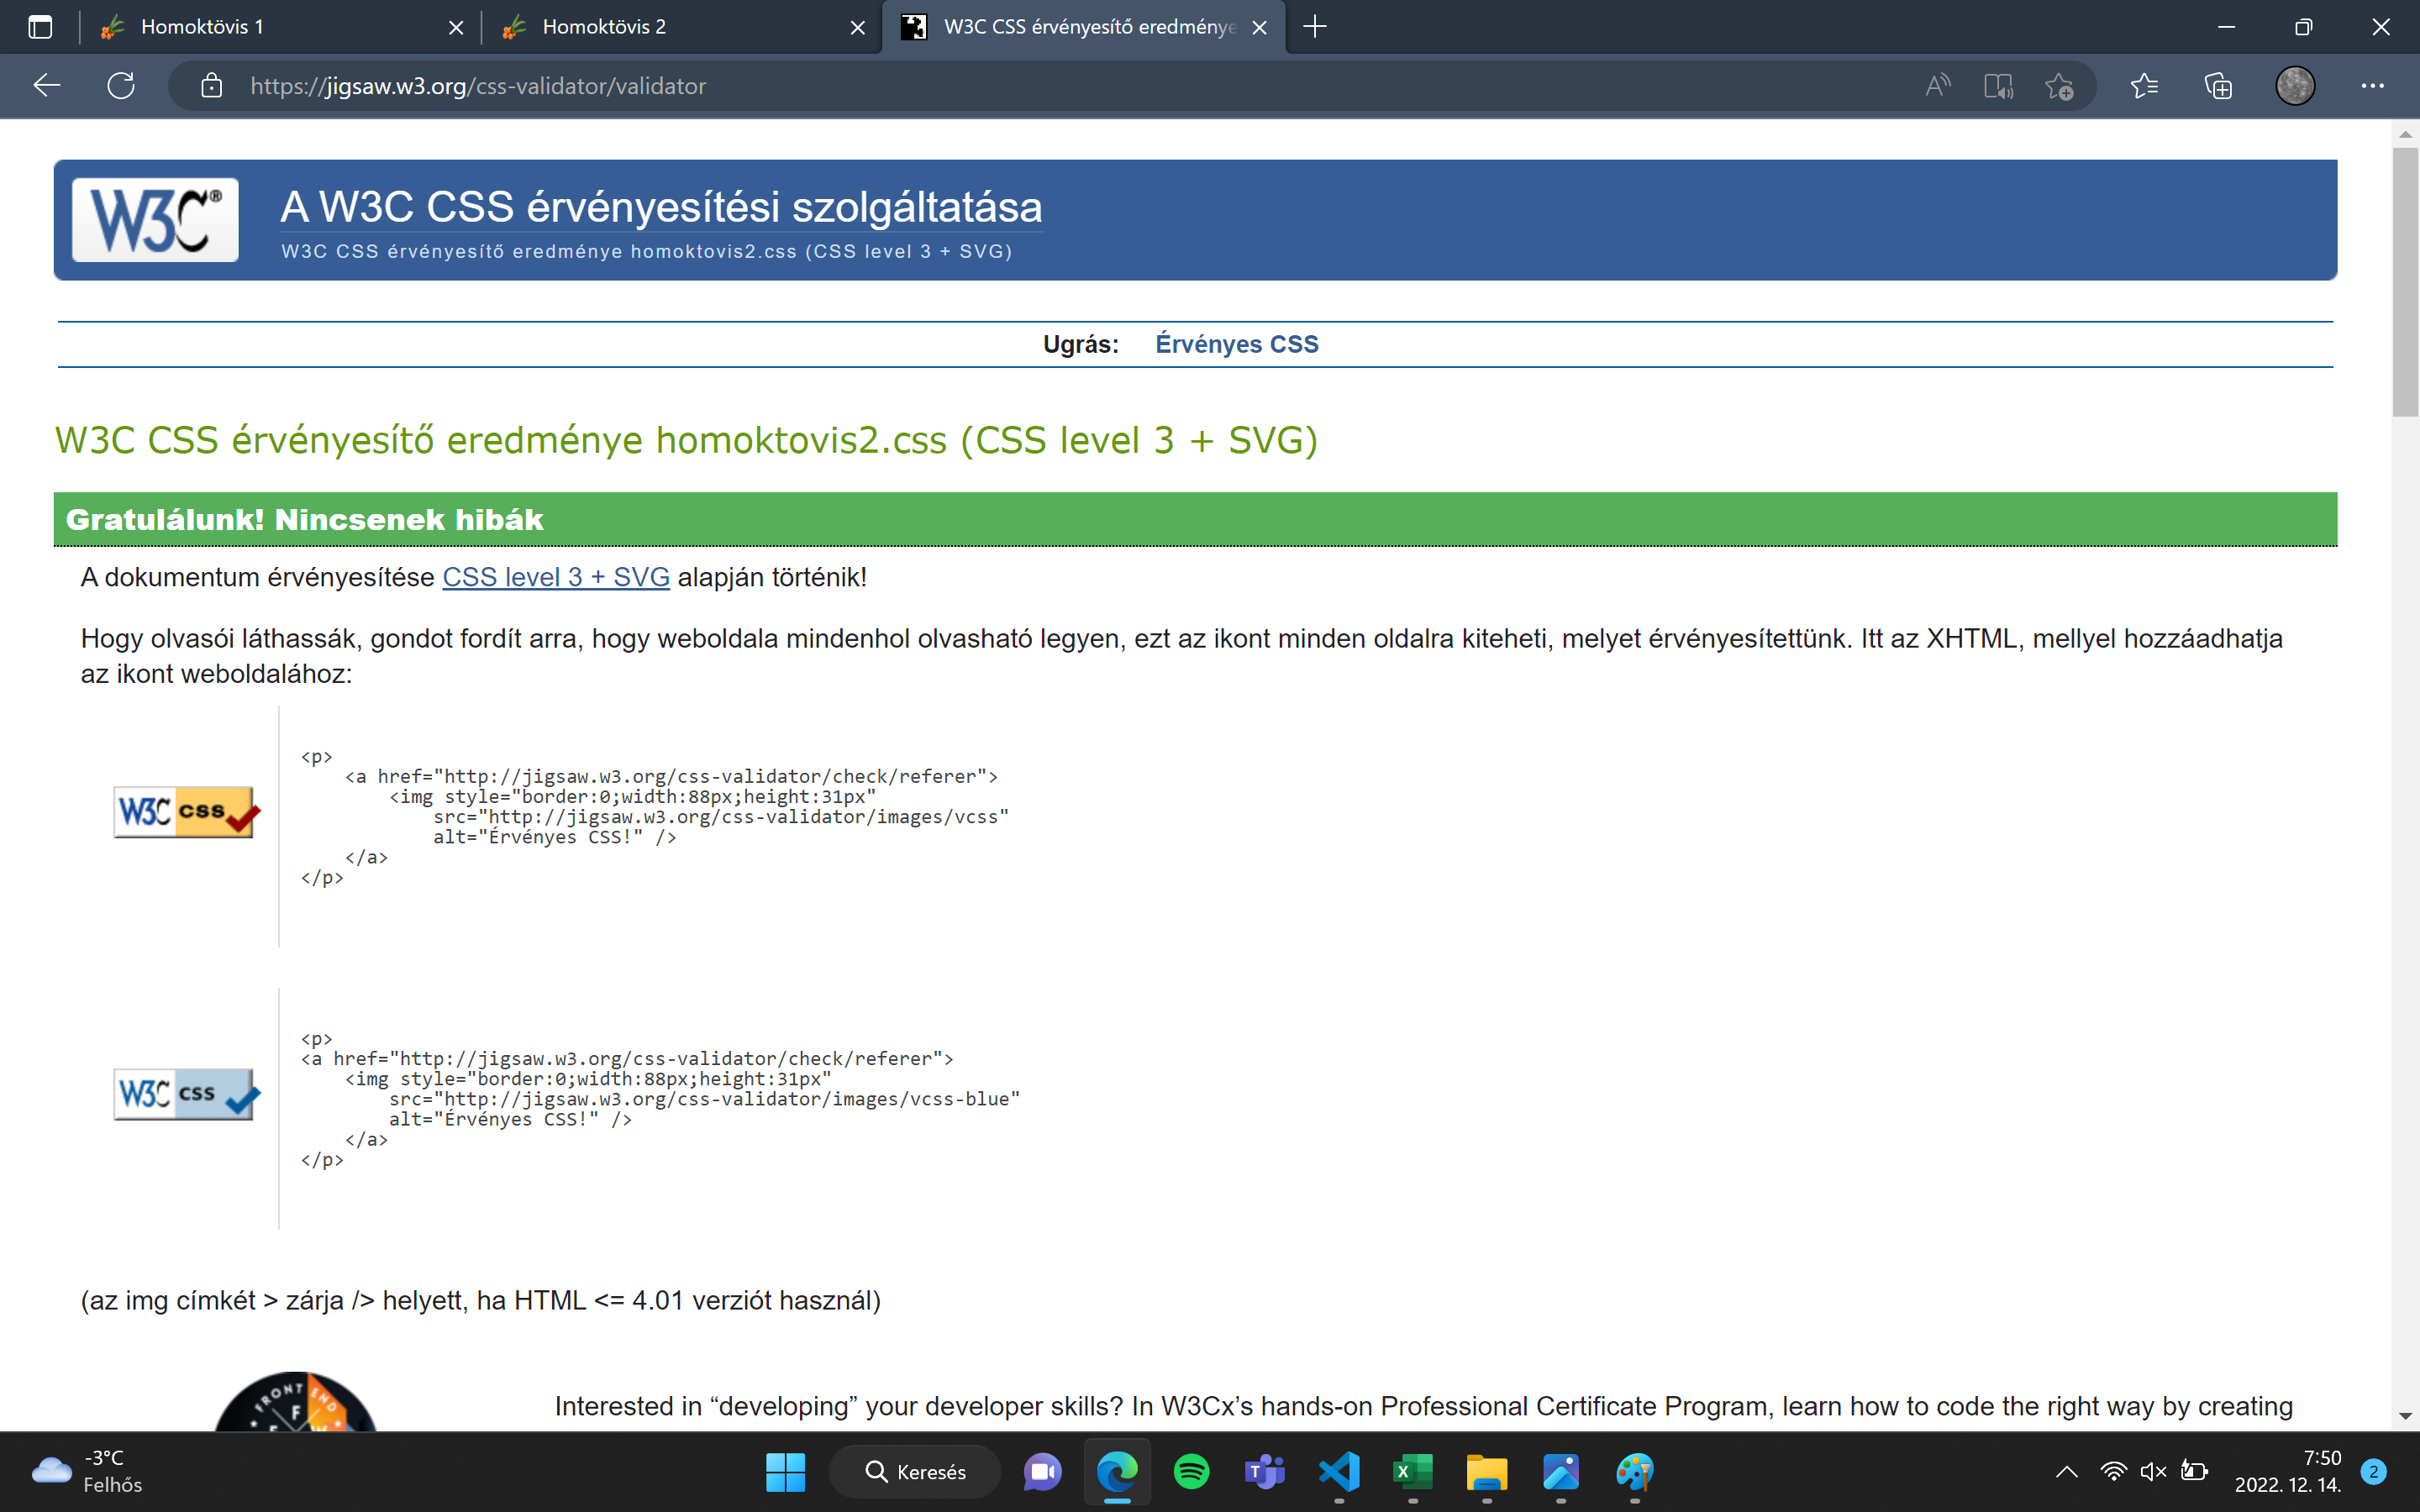 Homoktövis 1
Homoktövis 2
W3C CSS érvényesítő eredménye
https://jigsaw.w3.org/css-validator/validator
W3C®
A W3C CSS érvényesítési szolgáltatása
W3C CSS érvényesítő eredménye homoktovis2.css (CSS level 3 + SVG)
Ugrás: Érvényes CSS
W3C CSS érvényesítő eredménye homoktovis2.css (CSS level 3 + SVG)
Gratulálunk! Nincsenek hibák
A dokumentum érvényesítése CSS level 3 + SVG alapján történik!
Hogy olvasói láthassák, gondot fordít arra, hogy weboldala mindenhol olvasható legyen, ezt az ikont minden oldalra kiteheti, melyet érvényesítettünk. Itt az XHTML, mellyel hozzáadhatja
az ikont weboldalához:
W3C css
<p>
<a href="http://jigsaw.w3.org/css-validator/check/referer">
<img style="border:0;width:88px;height:31px"
src="http://jigsaw.w3.org/css-validator/images/vcss"
alt="Érvényes CSS!" />
</a>
</p>
W3C css
<p>
<a href="http://jigsaw.w3.org/css-validator/check/referer">
<img style="border:0;width:88px;height:31px"
src="http://jigsaw.w3.org/css-validator/images/vcss-blue"
alt="Érvényes CSS!" />
</a>
</p>
(az img címkét > zárja /> helyett, ha HTML <= 4.01 verziót használ)
FRONT END
F
Interested in “developing” your developer skills? In W3Cx’s hands-on Professional Certificate Program, learn how to code the right way by creating
-3°C
Felhős
Keresés
7:50
2022. 12. 14.
2